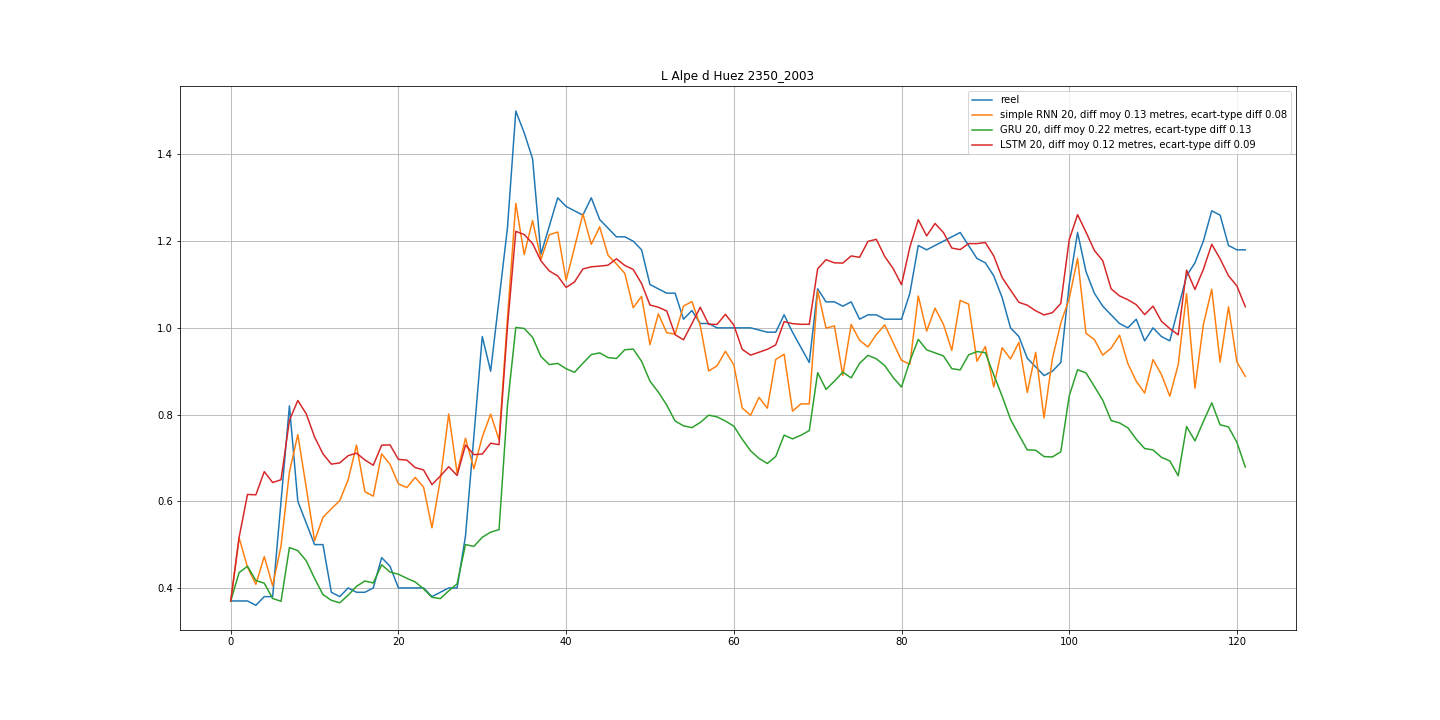 L Alpe d Huez 2350_2003
reel
simple RNN 20, diff moy 0.13 metres, ecart-type diff 0.08
GRU 20, diff moy 0.22 metres, ecart-type diff 0.13
LSTM 20, diff moy 0.12 metres, ecart-type diff 0.09
1.4
1.2
1.0
0.8
0.6
0.4
0 20 40 60 80 100 120